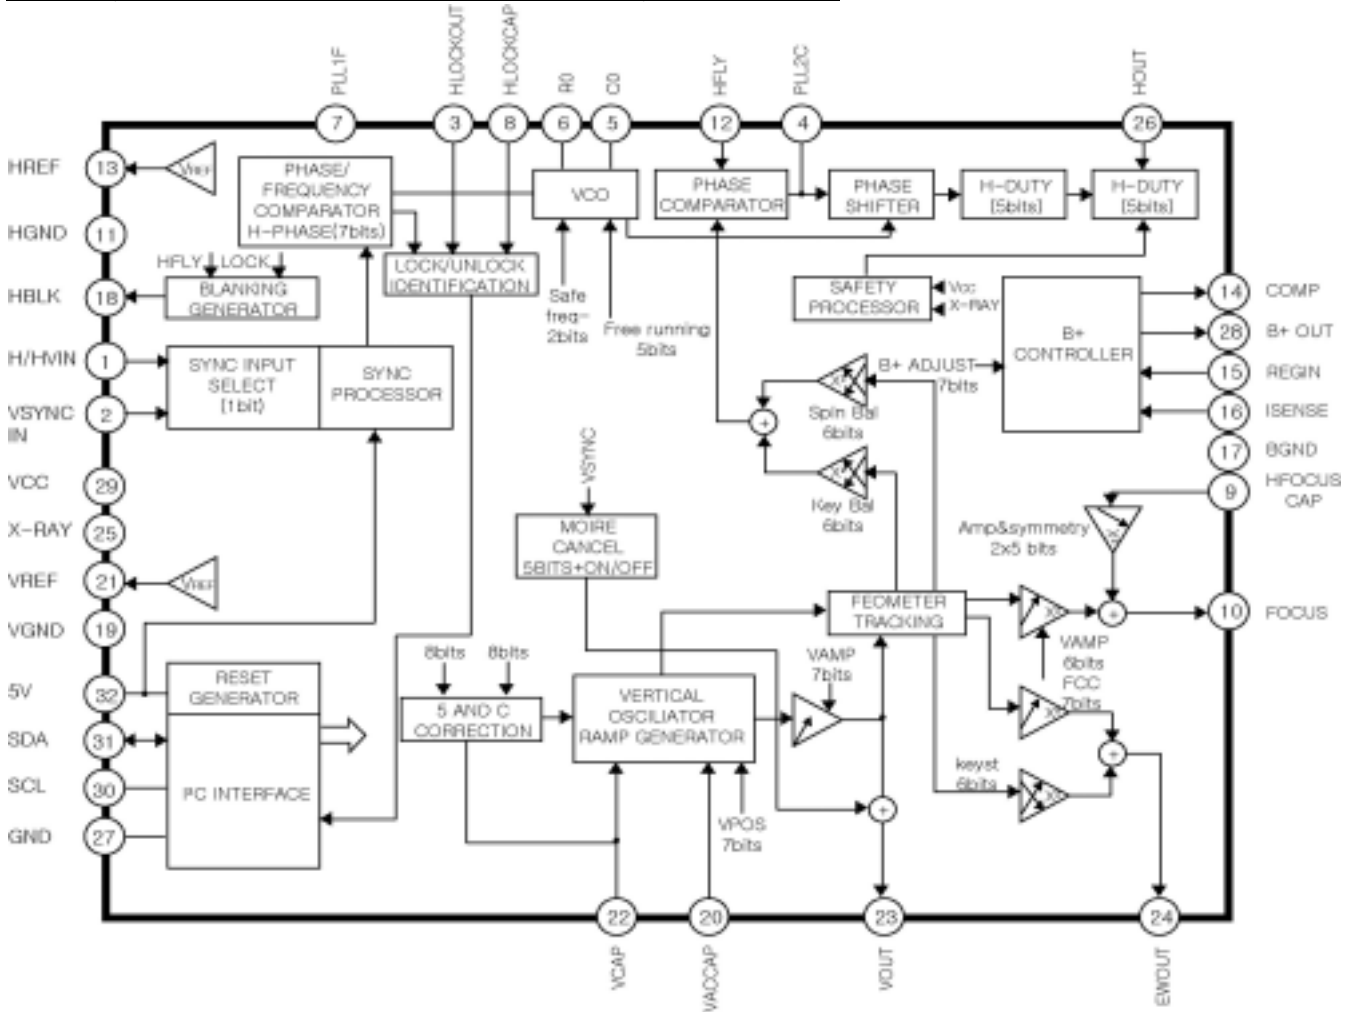 PLL1F
HLOCKOUT
HLOCKCAP
R0
C0
HFLY
PLL2C
HOUT
7
3
8
6
5
12
4
26
HREF
13
VREF
PHASE/
FREQUENCY
COMPARATOR
H-PHASE(7bits)
VCO
PHASE
COMPARATOR
PHASE
SHIFTER
H-DUTY
(5bits)
H-DUTY
(5bits)
HGND
11
HFLY
LOCK
LOCK/UNLOCK
IDENTIFICATION
HBLK
18
BLANKING
GENERATOR
Safe
freq-
2bits
Free running
5bits
SAFETY
PROCESSOR
Vcc
X-RAY
B+
CONTROLLER
14
COMP
28
B+ OUT
H/HVIN
1
SYNC INPUT
SELECT
(1bit)
SYNC
PROCESSOR
B+ ADJUST
7bits
15
REGIN
VSYNC
IN
2
Spin Bal
6bits
+
16
ISENSE
17
BGND
VSYNC
VCC
29
Key Bal
6bits
9
HFOCUS
CAP
X-RAY
25
MOIRE
CANCEL
5BITS+ON/OFF
Amp&symmetry
2x5 bits
VREF
21
VREF
FEOMETER
TRACKING
+
10
FOCUS
VGND
19
8bits
8bits
VAMP
7bits
VAMP
6bits
FCC
7bits
5V
32
RESET
GENERATOR
5 AND C
CORRECTION
VERTICAL
OSCILIATOR
RAMP GENERATOR
SDA
31
+
SCL
30
I²C INTERFACE
keyst
6bits
GND
27
VPOS
7bits
+
22
20
23
24
VCAP
VACCAP
VOUT
EWOUT